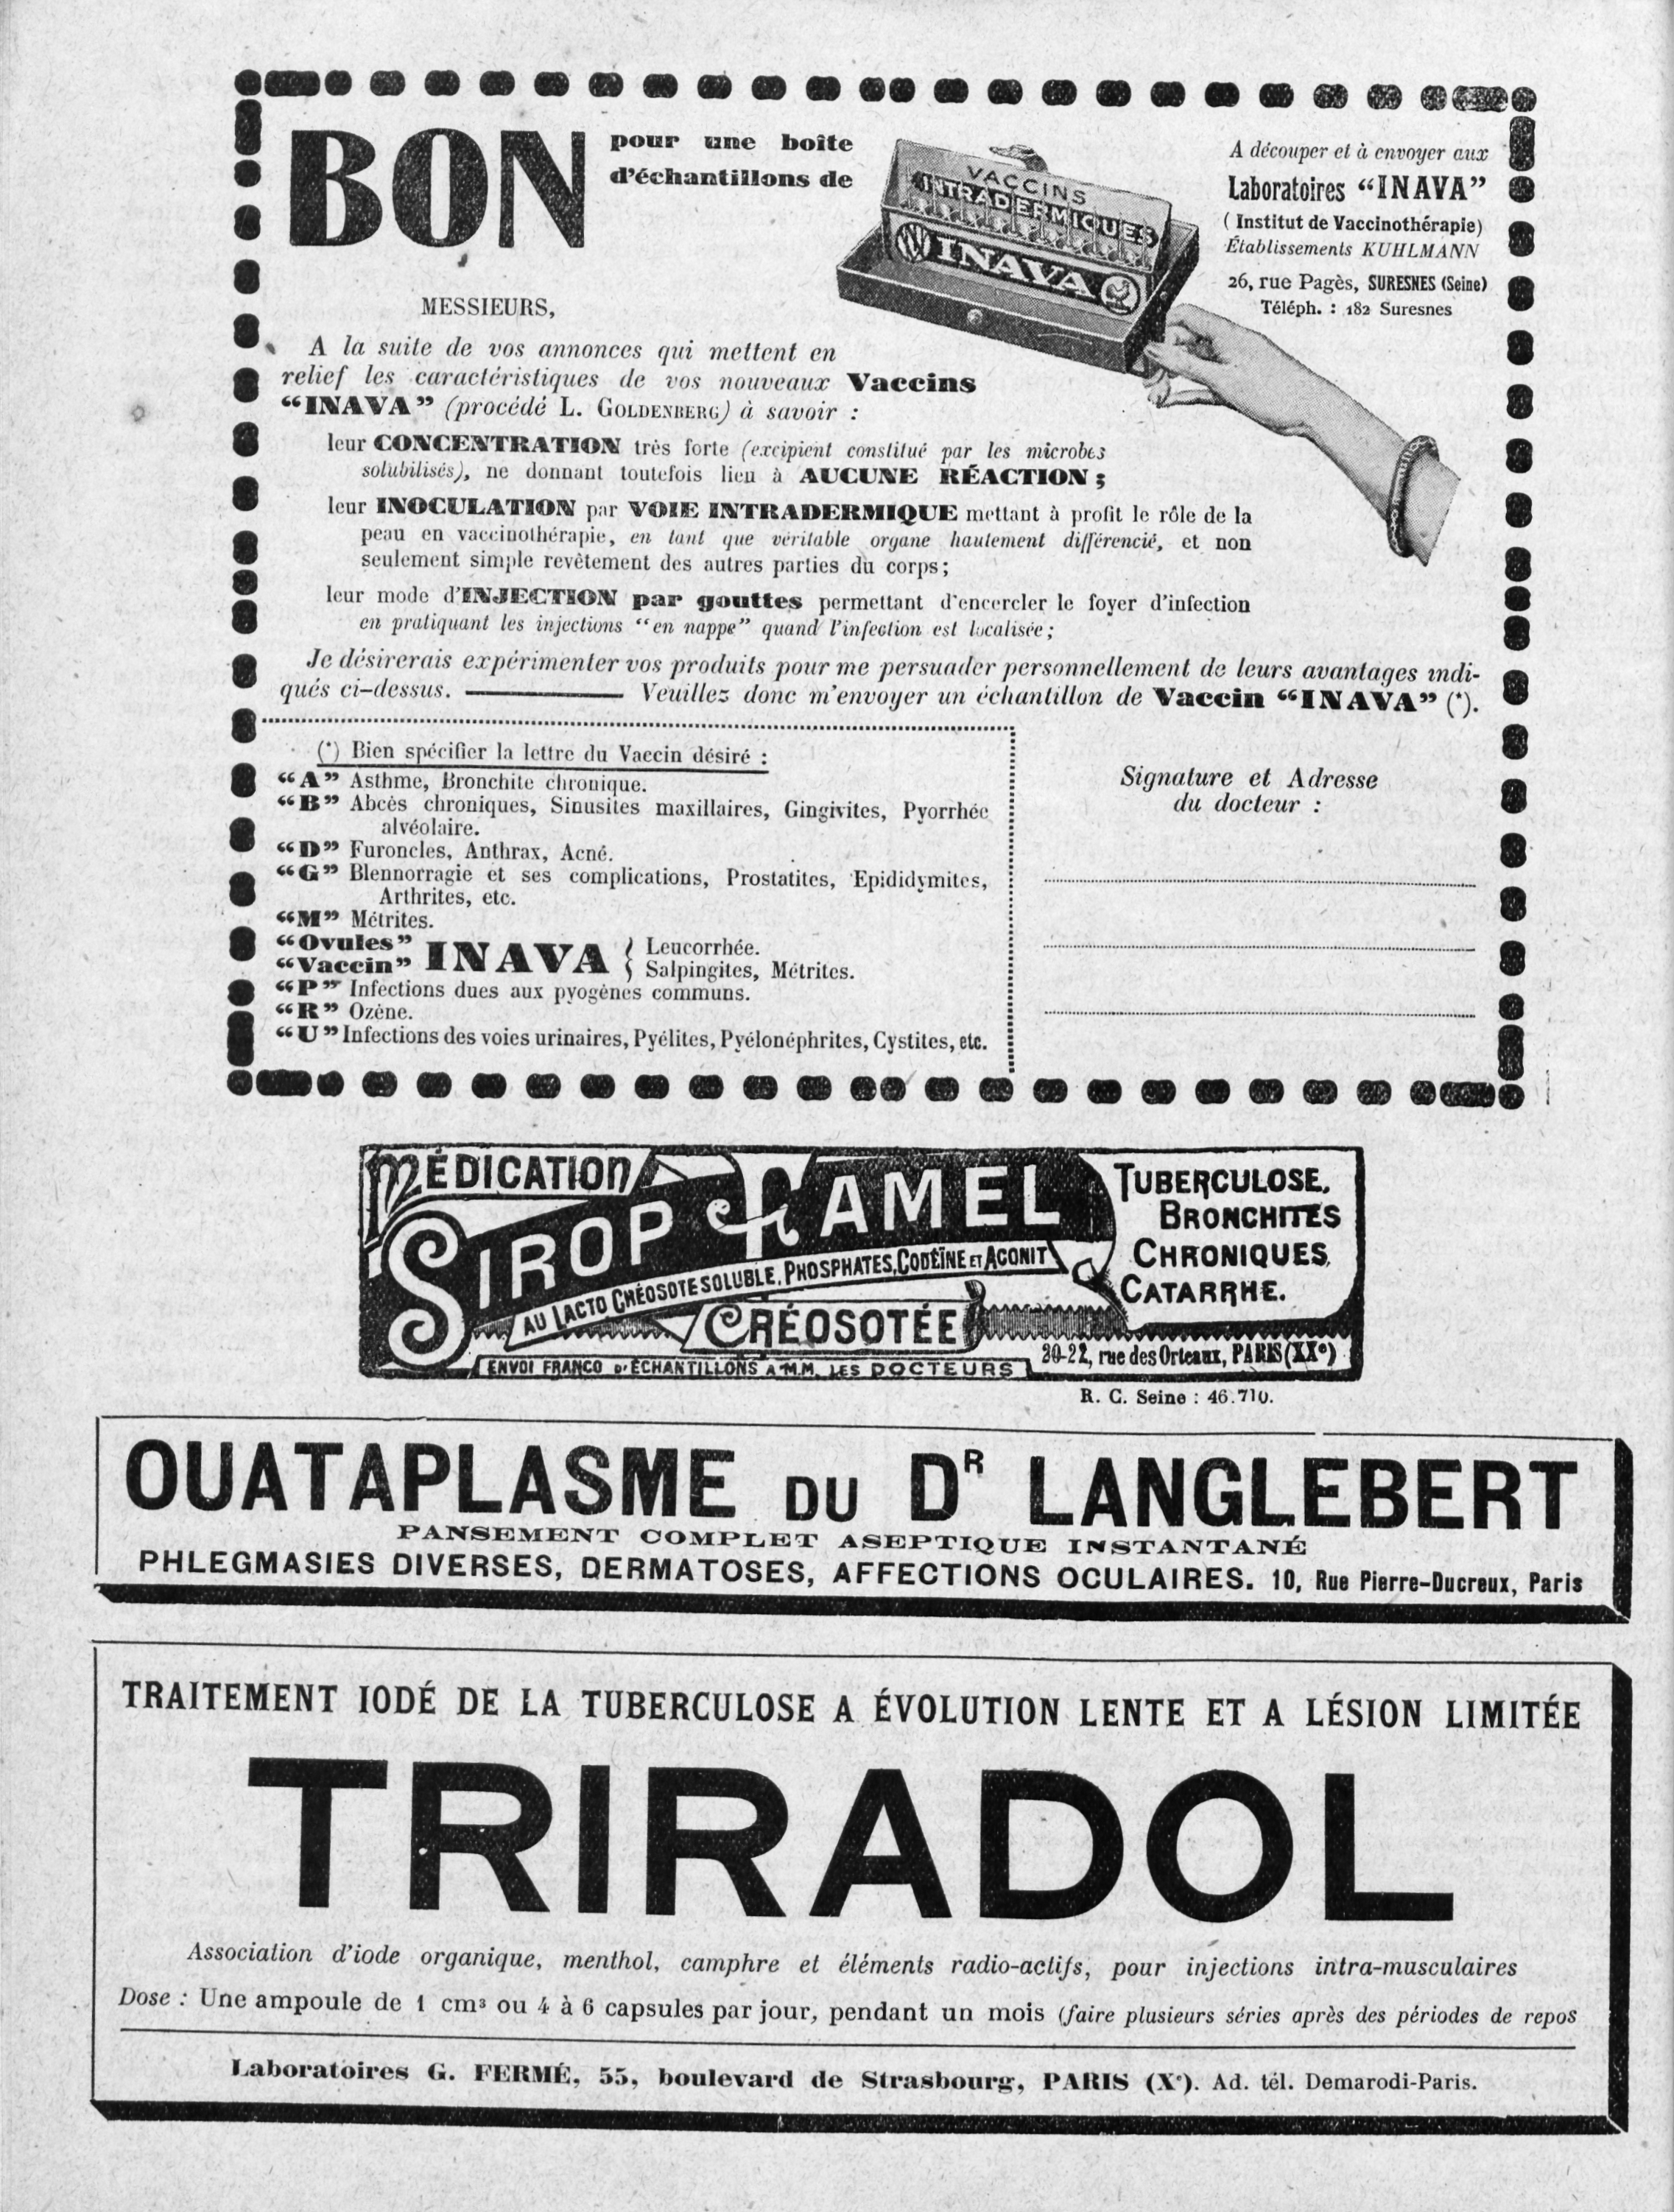 BON
pour une boîte
d'échantillons de
VACCINS
INTRADERMIQUES
INAVA
A découper et à envoyer aux
Laboratoires “INAVA”
( Institut de Vaccinothérapie)
Établissements KUHLMANN
26, rue Pagès, SURESNES (Seine)
Téléph. : 182 Suresnes
MESSIEURS,
A la suite de vos annonces qui mettent en
relief les caractéristiques de vos nouveaux Vaccins
“INAVA” (procédé L. GOLDENBERG) à savoir :
leur CONCENTRATION très forte (excipient constitué par les microbes
solubilisés), ne donnant toutefois lieu à AUCUNE RÉACTION ;
leur INOCULATION par VOIE INTRADERMIQUE mettant à profit le rôle de la
peau en vaccinothérapie, en tant que véritable organe hautement différencié, et non
seulement simple revêtement des autres parties du corps;
leur mode d'INJECTION par gouttes permettant d'encercler le foyer d'infection
en pratiquant les injections “en nappe” quand l'infection est localisée;
Je désirerais expérimenter vos produits pour me persuader personnellement de leurs avantages indi-
qués ci-dessus. ——— Veuillez donc m'envoyer un échantillon de Vaccin “INAVA” (*).
(*) Bien spécifier la lettre du Vaccin désiré :
“A” Asthme, Bronchite chronique.
“B” Abcès chroniques, Sinusites maxillaires, Gingivites, Pyorrhée
alvéolaire.
“D” Furoncles, Anthrax, Acné.
“G” Blennorragie et ses complications, Prostatites, Epididymites,
Arthrites, etc.
“M” Métrites.
“Ovules” INAVA { Leucorrhée.
“Vaccin” Salpingites, Métrites.
“P” Infections dues aux pyogènes communs.
“R” Ozène.
“U” Infections des voies urinaires, Pyélites, Pyélonéphrites, Cystites, etc.
Signature et Adresse
du docteur :
MÉDICATION
SIROP RAMEL
AU LACTO CRÉOSOTE SOLUBLE, PHOSPHATES, CODÉINE ET ACONIT
CRÉOSOTÉE
ENVOI FRANCO D'ÉCHANTILLONS A M.M. LES DOCTEURS
TUBERCULOSE,
BRONCHITES
CHRONIQUES,
CATARRHE.
20-22, rue des Orteaux, PARIS (XXe)
R. C. Seine : 46.710.
OUATAPLASME DU DR LANGLEBERT
PANSEMENT COMPLET ASEPTIQUE INSTANTANÉ
PHLEGMASIES DIVERSES, DERMATOSES, AFFECTIONS OCULAIRES. 10, Rue Pierre-Ducreux, Paris
TRAITEMENT IODÉ DE LA TUBERCULOSE A ÉVOLUTION LENTE ET A LÉSION LIMITÉE
TRIRADOL
Association d'iode organique, menthol, camphre et éléments radio-actifs, pour injections intra-musculaires
Dose : Une ampoule de 1 cm³ ou 4 à 6 capsules par jour, pendant un mois (faire plusieurs séries après des périodes de repos
Laboratoires G. FERMÉ, 55, boulevard de Strasbourg, PARIS (Xe). Ad. tél. Demarodi-Paris.